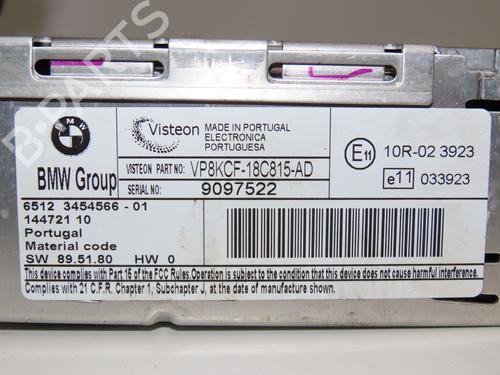 BMW
BMW Group
Visteon
MADE IN PORTUGAL
ELECTRONICA
PORTUGUESA
VISTEON PART NO: VP8KCF-18C815-AD
SERIAL NO: 9097522
E11 10R-02 3923
e11 033923
6512 3454566 - 01
144721 10
Portugal
Material code
SW 89.51.80 HW 0
This device complies with Part 15 of the FCC Rules.Operation is subject to the condition that this device does not cause harmful interference.
Complies with 21 C.F.R. Chapter 1, Subchapter J, at the date of manufacture shown.
B-PARTS